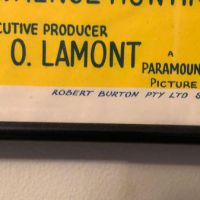 ECUTIVE PRODUCER
O. LAMONT
A
PARAMOUN
PICTURE
ROBERT BURTON PTY LTD